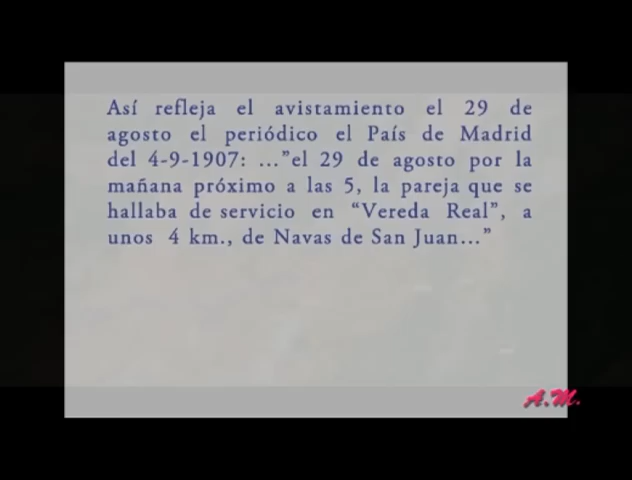 Así refleja el avistamiento el 29 de
agosto el periódico el País de Madrid
del 4-9-1907: ...”el 29 de agosto por la
mañana próximo a las 5, la pareja que se
hallaba de servicio en “Vereda Real”, a
unos 4 km., de Navas de San Juan...”
A.M.